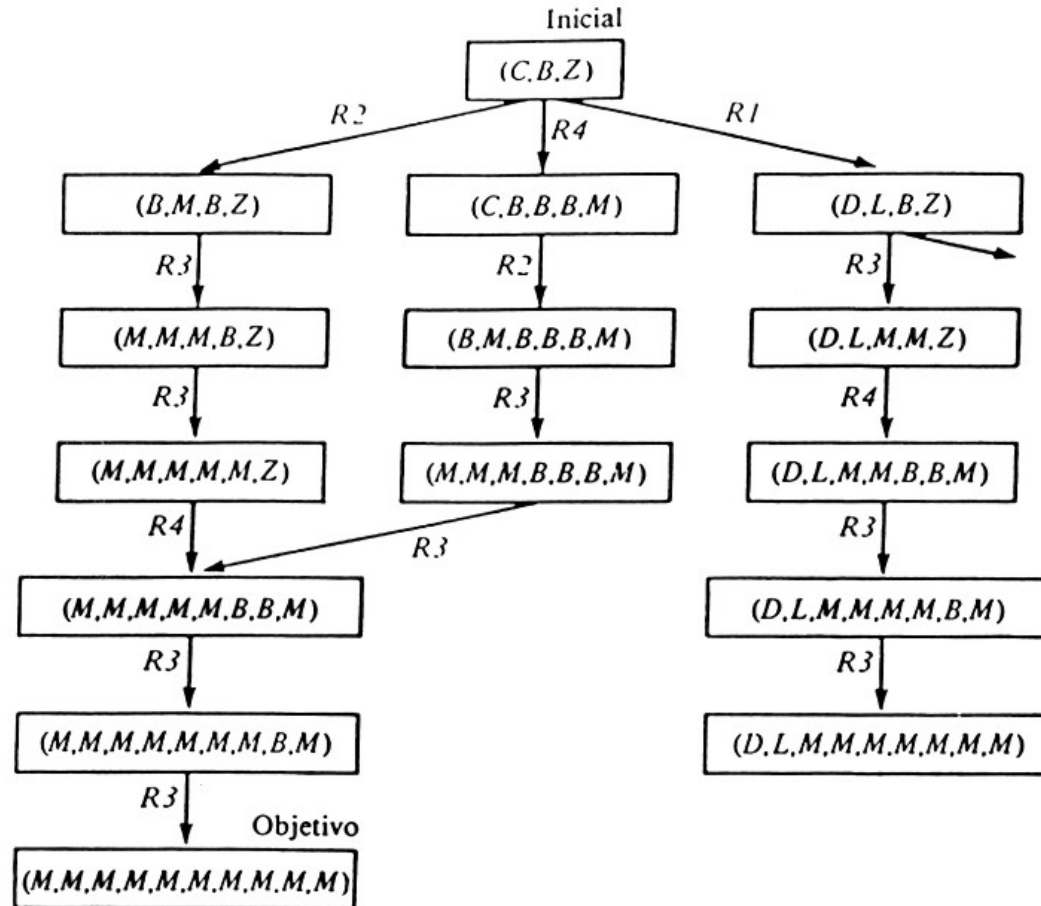 Inicial
(C,B,Z)
R2 R4 R1
(B,M,B,Z) (C,B,B,B,M) (D,L,B,Z)
R3 R2 R3
(M,M,M,B,Z) (B,M,B,B,B,M) (D,L,M,M,Z)
R3 R3 R4
(M,M,M,M,M,Z) (M,M,M,B,B,B,M) (D,L,M,M,B,B,M)
R4 R3 R3
(M,M,M,M,M,B,B,M) (D,L,M,M,M,M,B,M)
R3 R3
(M,M,M,M,M,M,M,B,M) (D,L,M,M,M,M,M,M,M)
R3
Objetivo
(M,M,M,M,M,M,M,M,M,M)